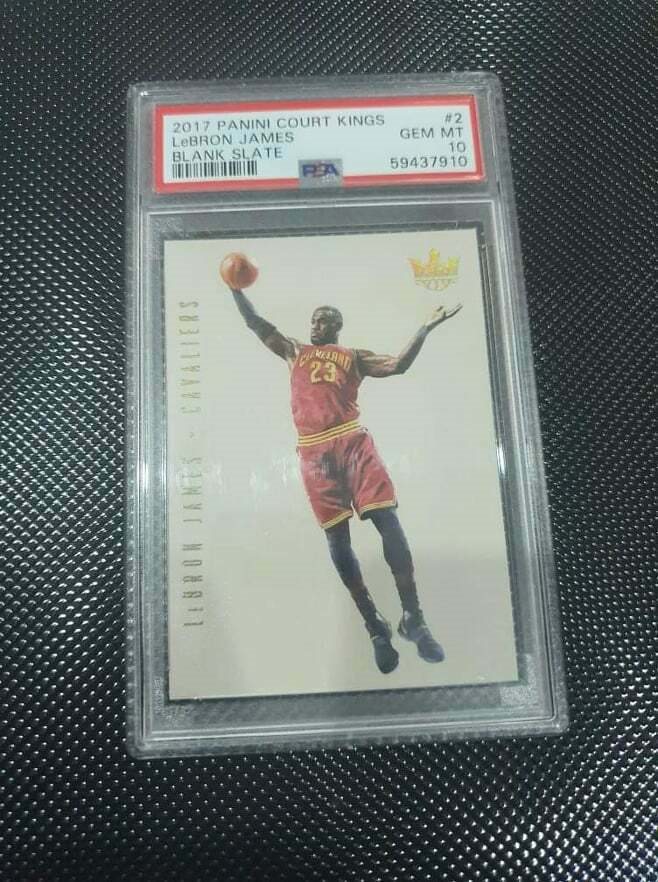 2017 PANINI COURT KINGS #2
LeBRON JAMES GEM MT
BLANK SLATE 10
PSA 59437910
CLEVELAND
23
LeBRON JAMES - CAVALIERS